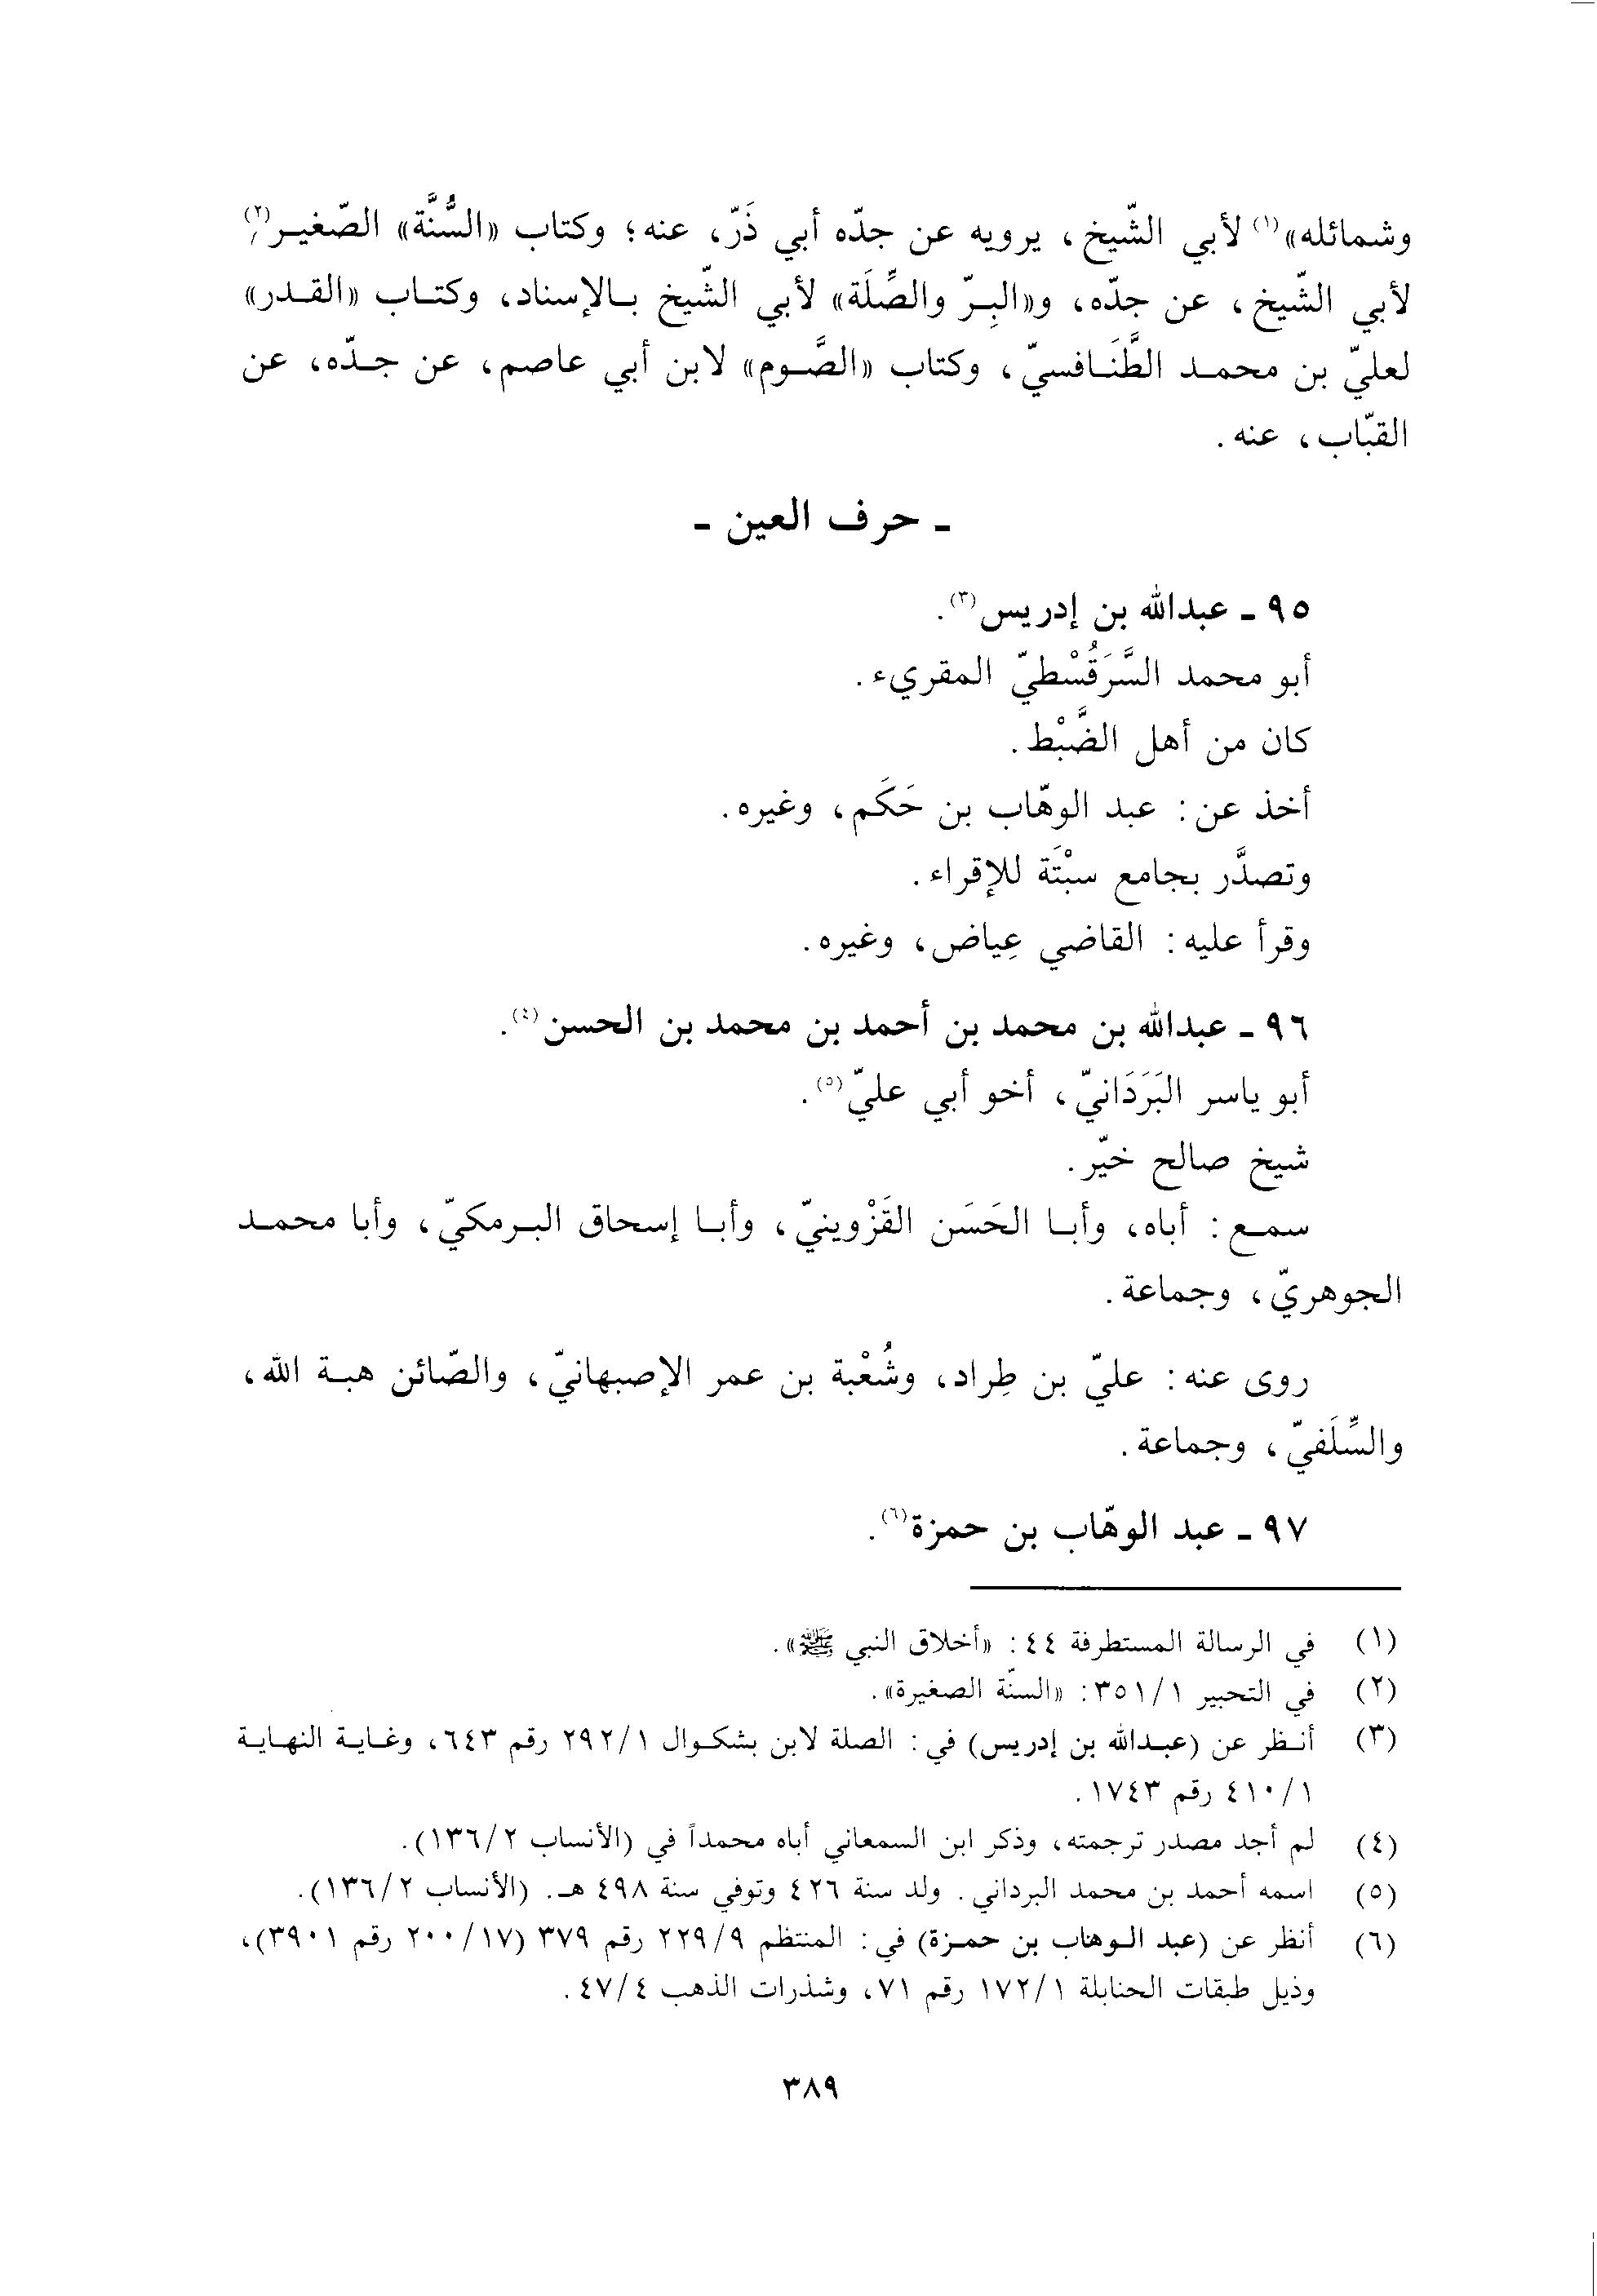 وشمائله»(١) لأبي الشّيخ، يرويه عن جدّه أبي ذَرّ، عنه؛ وكتاب «السُّنَّة» الصّغير(٢)
لأبي الشّيخ، عن جدّه، و«البِرّ والصِّلَة» لأبي الشّيخ بالإسناد، وكتاب «القدر»
لعليّ بن محمد الطَّنَافسيّ، وكتاب «الصَّوم» لابن أبي عاصم، عن جدّه، عن
القبّاب، عنه.
ـ حرف العين ـ
٩٥ ـ عبدالله بن إدريس(٣).
أبو محمد السَّرَقُسْطيّ المقريء.
كان من أهل الضَّبْط.
أخذ عن: عبد الوهّاب بن حَكَم، وغيره.
وتصدَّر بجامع سبْتَة للإقراء.
وقرأ عليه: القاضي عِياض، وغيره.
٩٦ ـ عبدالله بن محمد بن أحمد بن محمد بن الحسن(٤).
أبو ياسر البَرَدَانيّ، أخو أبي عليّ(٥).
شيخ صالح خيّر.
سمع: أباه، وأبا الحَسَن القَزْوينيّ، وأبا إسحاق البرمكيّ، وأبا محمد
الجوهريّ، وجماعة.
روى عنه: عليّ بن طِراد، وشُعْبة بن عمر الإصبهانيّ، والصّائن هبة الله،
والسِّلَفيّ، وجماعة.
٩٧ ـ عبد الوهّاب بن حمزة(٦).
(١) في الرسالة المستطرفة ٤٤: «أخلاق النبي ﷺ».
(٢) في التحبير ٣٥١/١: «السنّة الصغيرة».
(٣) أنظر عن (عبدالله بن إدريس) في: الصلة لابن بشكوال ٢٩٢/١ رقم ٦٤٣، وغاية النهاية
٤١٠/١ رقم ١٧٤٣.
(٤) لم أجد مصدر ترجمته، وذكر ابن السمعاني أباه محمداً في (الأنساب ١٣٦/٢).
(٥) اسمه أحمد بن محمد البرداني. ولد سنة ٤٢٦ وتوفي سنة ٤٩٨ هـ. (الأنساب ١٣٦/٢).
(٦) أنظر عن (عبد الوهاب بن حمزة) في: المنتظم ٢٢٩/٩ رقم ٣٧٩ (٢٠٠/١٧ رقم ٣٩٠١)،
وذيل طبقات الحنابلة ١٧٢/١ رقم ٧١، وشذرات الذهب ٤٧/٤.
٣٨٩